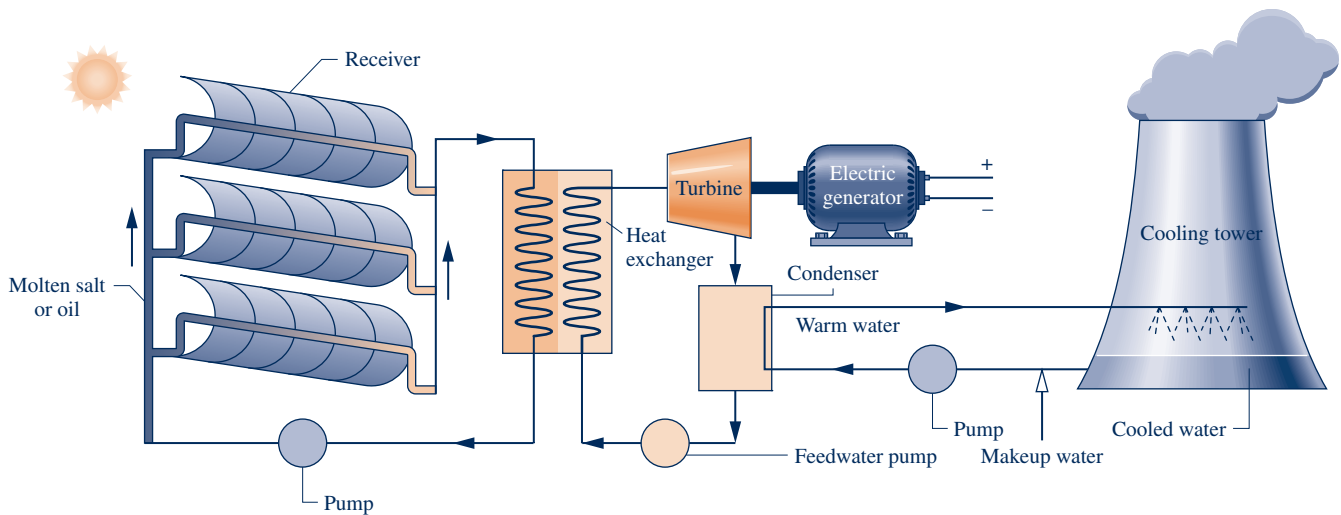 Receiver
Molten salt
or oil
Pump
Heat
exchanger
Turbine
Electric
generator
+
−
Condenser
Warm water
Feedwater pump
Pump
Makeup water
Cooling tower
Cooled water